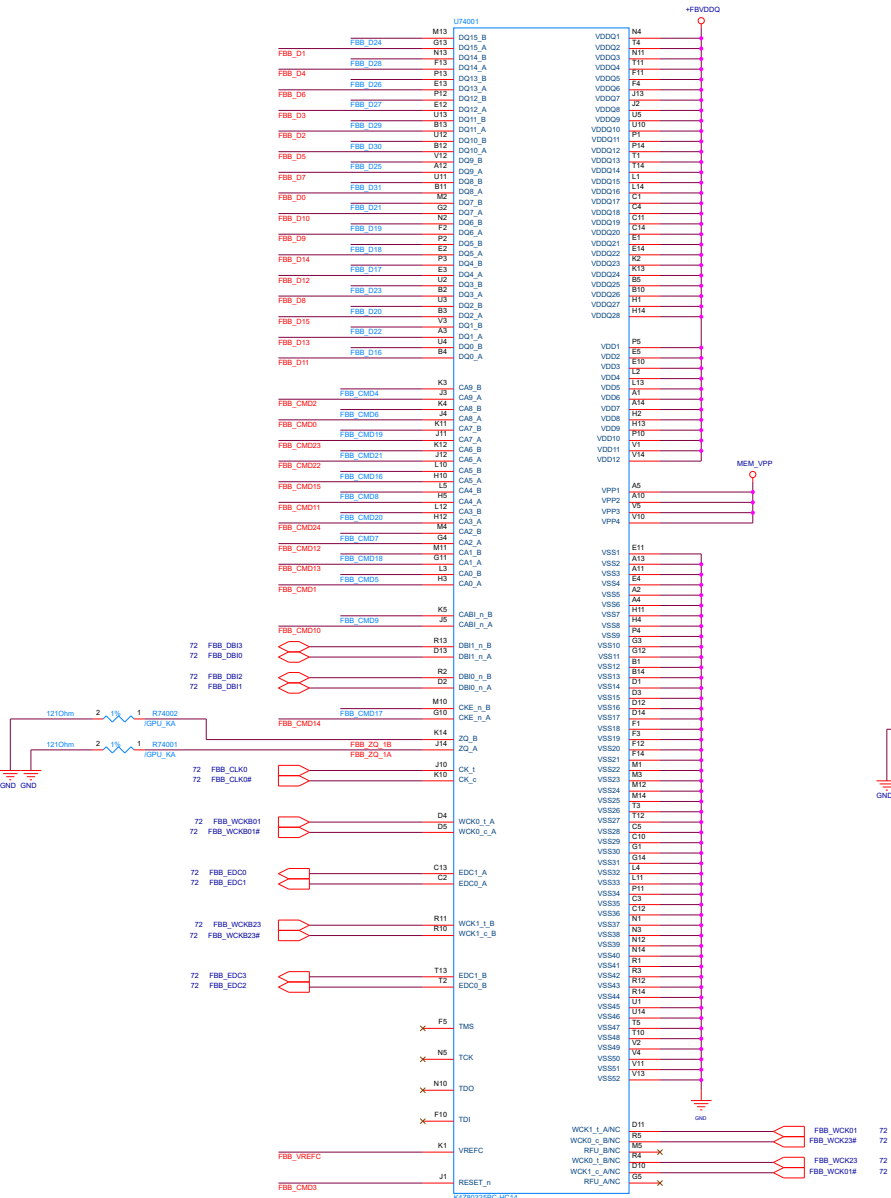 +FBVDDQ
U74001
FBB_D24 M13 DQ15_B
FBB_D1 G13 DQ15_A
FBB_D28 N13 DQ14_B
FBB_D4 F13 DQ14_A
FBB_D26 P13 DQ13_B
FBB_D6 E13 DQ13_A
FBB_D27 P12 DQ12_B
FBB_D3 E12 DQ12_A
FBB_D29 U13 DQ11_B
FBB_D2 B13 DQ11_A
FBB_D30 U12 DQ10_B
FBB_D5 B12 DQ10_A
FBB_D25 V12 DQ9_B
FBB_D7 A12 DQ9_A
FBB_D31 U11 DQ8_B
FBB_D0 B11 DQ8_A
FBB_D21 M2 DQ7_B
FBB_D10 G2 DQ7_A
FBB_D19 N2 DQ6_B
FBB_D9 F2 DQ6_A
FBB_D18 P2 DQ5_B
FBB_D14 E2 DQ5_A
FBB_D17 P3 DQ4_B
FBB_D12 E3 DQ4_A
FBB_D23 U2 DQ3_B
FBB_D8 B2 DQ3_A
FBB_D20 U3 DQ2_B
FBB_D15 B3 DQ2_A
FBB_D22 V3 DQ1_B
FBB_D13 A3 DQ1_A
FBB_D16 U4 DQ0_B
FBB_D11 B4 DQ0_A
FBB_CMD4 K3 CA9_B
FBB_CMD2 J3 CA9_A
FBB_CMD6 K4 CA8_B
FBB_CMD0 J4 CA8_A
FBB_CMD19 K11 CA7_B
FBB_CMD23 J11 CA7_A
FBB_CMD21 K12 CA6_B
FBB_CMD22 J12 CA6_A
FBB_CMD16 L10 CA5_B
FBB_CMD15 H10 CA5_A
FBB_CMD8 L5 CA4_B
FBB_CMD11 H5 CA4_A
FBB_CMD20 L12 CA3_B
FBB_CMD24 H12 CA3_A
FBB_CMD7 M4 CA2_B
FBB_CMD12 G4 CA2_A
FBB_CMD18 M11 CA1_B
FBB_CMD13 G11 CA1_A
FBB_CMD5 L3 CA0_B
FBB_CMD1 H3 CA0_A
FBB_CMD9 K5 CABI_n_B
FBB_CMD10 J5 CABI_n_A
72 FBB_DBI3 R13 DBI1_n_B
72 FBB_DBI0 D13 DBI1_n_A
72 FBB_DBI2 R2 DBI0_n_B
72 FBB_DBI1 D2 DBI0_n_A
FBB_CMD17 M10 CKE_n_B
FBB_CMD14 G10 CKE_n_A
121Ohm 2 1% 1 R74002 /GPU_KA
FBB_ZQ_1B K14 ZQ_B
121Ohm 2 1% 1 R74001 /GPU_KA
FBB_ZQ_1A J14 ZQ_A
GND GND
72 FBB_CLK0 J10 CK_t
72 FBB_CLK0# K10 CK_c
72 FBB_WCKB01 D4 WCK0_t_A
72 FBB_WCKB01# D5 WCK0_c_A
72 FBB_EDC0 C13 EDC1_A
72 FBB_EDC1 C2 EDC0_A
72 FBB_WCKB23 R11 WCK1_t_B
72 FBB_WCKB23# R10 WCK1_c_B
72 FBB_EDC3 T13 EDC1_B
72 FBB_EDC2 T2 EDC0_B
F5 TMS
N5 TCK
N10 TDO
F10 TDI
FBB_VREFC K1 VREFC
FBB_CMD3 J1 RESET_n
VDDQ1 N4
VDDQ2 T4
VDDQ3 N11
VDDQ4 T11
VDDQ5 F11
VDDQ6 F4
VDDQ7 J13
VDDQ8 J2
VDDQ9 U5
VDDQ10 U10
VDDQ11 P1
VDDQ12 P14
VDDQ13 T1
VDDQ14 T14
VDDQ15 L1
VDDQ16 L14
VDDQ17 C1
VDDQ18 C4
VDDQ19 C11
VDDQ20 C14
VDDQ21 E1
VDDQ22 E14
VDDQ23 K2
VDDQ24 K13
VDDQ25 B5
VDDQ26 B10
VDDQ27 H1
VDDQ28 H14
VDD1 P5
VDD2 E5
VDD3 E10
VDD4 L2
VDD5 L13
VDD6 A1
VDD7 A14
VDD8 H2
VDD9 H13
VDD10 P10
VDD11 V1
VDD12 V14
MEM_VPP
VPP1 A5
VPP2 A10
VPP3 V5
VPP4 V10
VSS1 E11
VSS2 A13
VSS3 A11
VSS4 E4
VSS5 A2
VSS6 A4
VSS7 H11
VSS8 H4
VSS9 P4
VSS10 G3
VSS11 G12
VSS12 B1
VSS13 B14
VSS14 D1
VSS15 D3
VSS16 D12
VSS17 D14
VSS18 F1
VSS19 F3
VSS20 F12
VSS21 F14
VSS22 M1
VSS23 M3
VSS24 M12
VSS25 M14
VSS26 T3
VSS27 T12
VSS28 C5
VSS29 C10
VSS30 G1
VSS31 G14
VSS32 L4
VSS33 L11
VSS34 P11
VSS35 C3
VSS36 C12
VSS37 N1
VSS38 N3
VSS39 N12
VSS40 N14
VSS41 R1
VSS42 R3
VSS43 R12
VSS44 R14
VSS45 U1
VSS46 U14
VSS47 T5
VSS48 T10
VSS49 V2
VSS50 V4
VSS51 V11
VSS52 V13
GND
GND
WCK1_t_A/NC D11 FBB_WCK01 72
WCK0_c_B/NC R5 FBB_WCK23# 72
RFU_B/NC M5
WCK0_t_B/NC R4 FBB_WCK23 72
WCK1_c_A/NC D10 FBB_WCK01# 72
RFU_A/NC G5